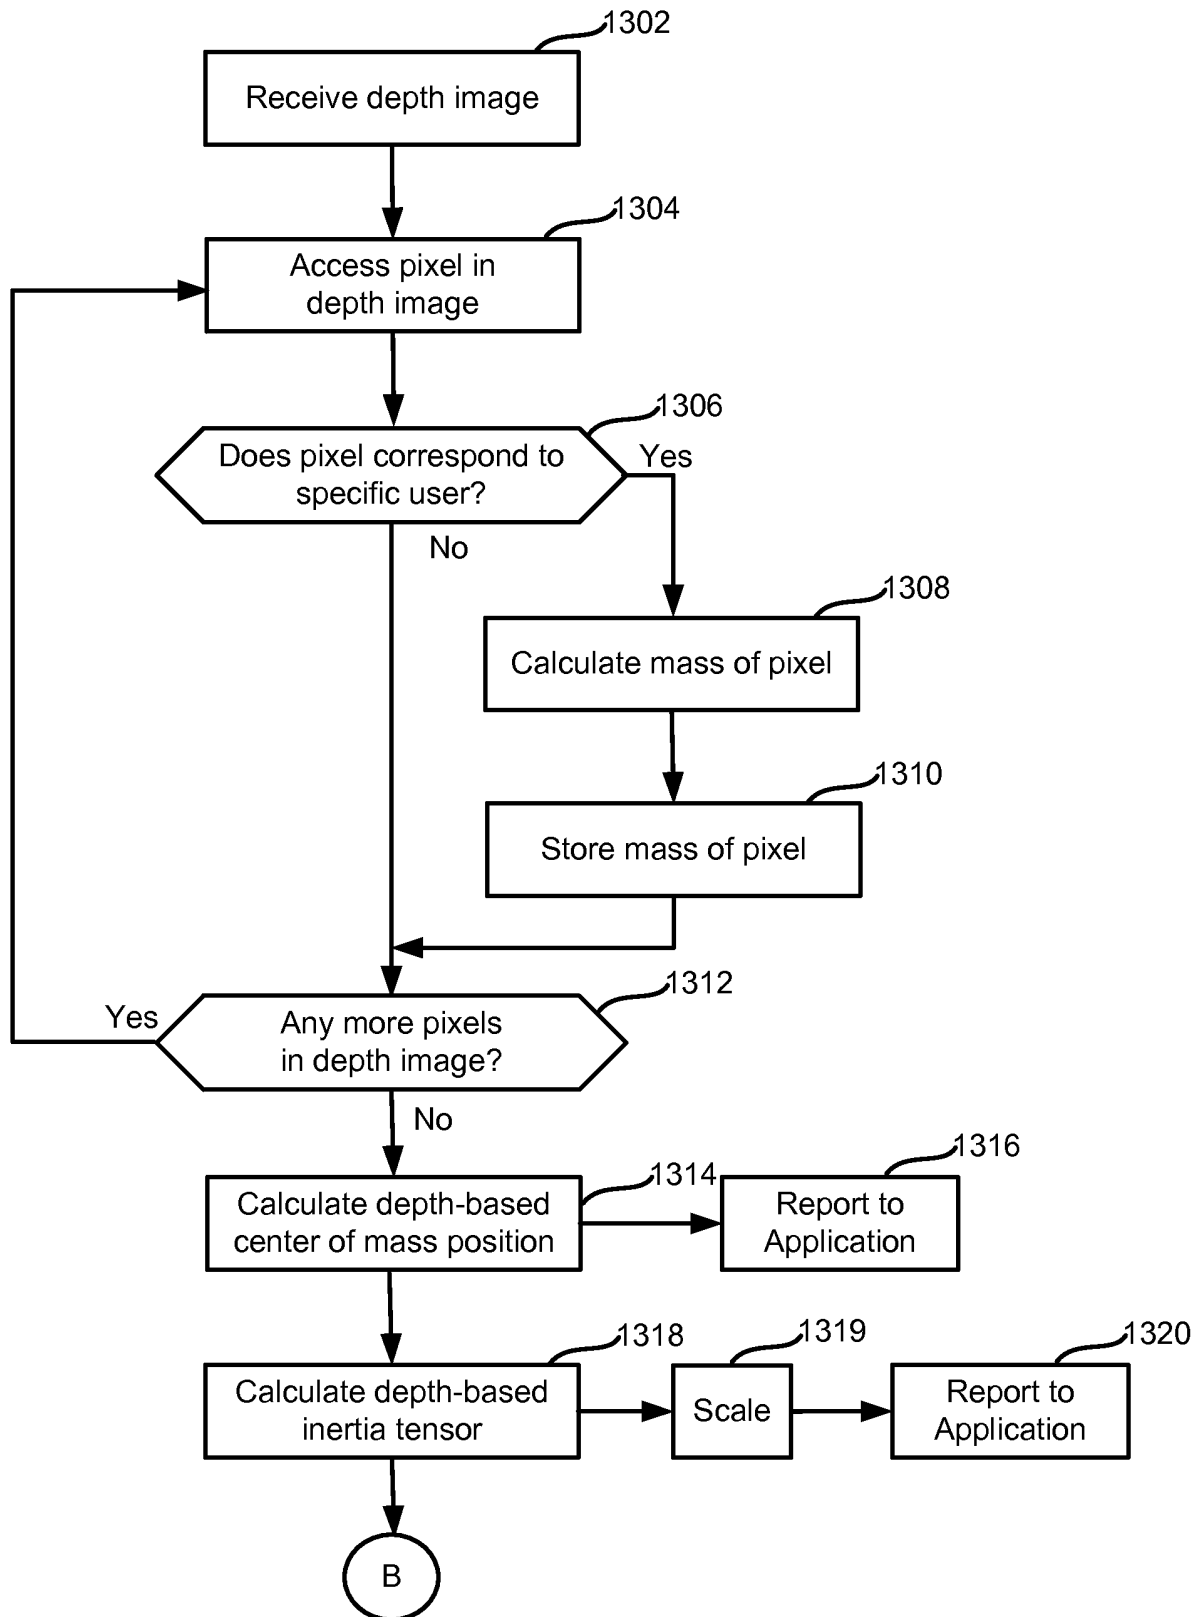 1302
Receive depth image
1304
Access pixel in
depth image
1306
Does pixel correspond to
specific user?
Yes
No
1308
Calculate mass of pixel
1310
Store mass of pixel
1312
Any more pixels
in depth image?
Yes
No
1314
Calculate depth-based
center of mass position
1316
Report to
Application
1318
Calculate depth-based
inertia tensor
1319
Scale
1320
Report to
Application
B